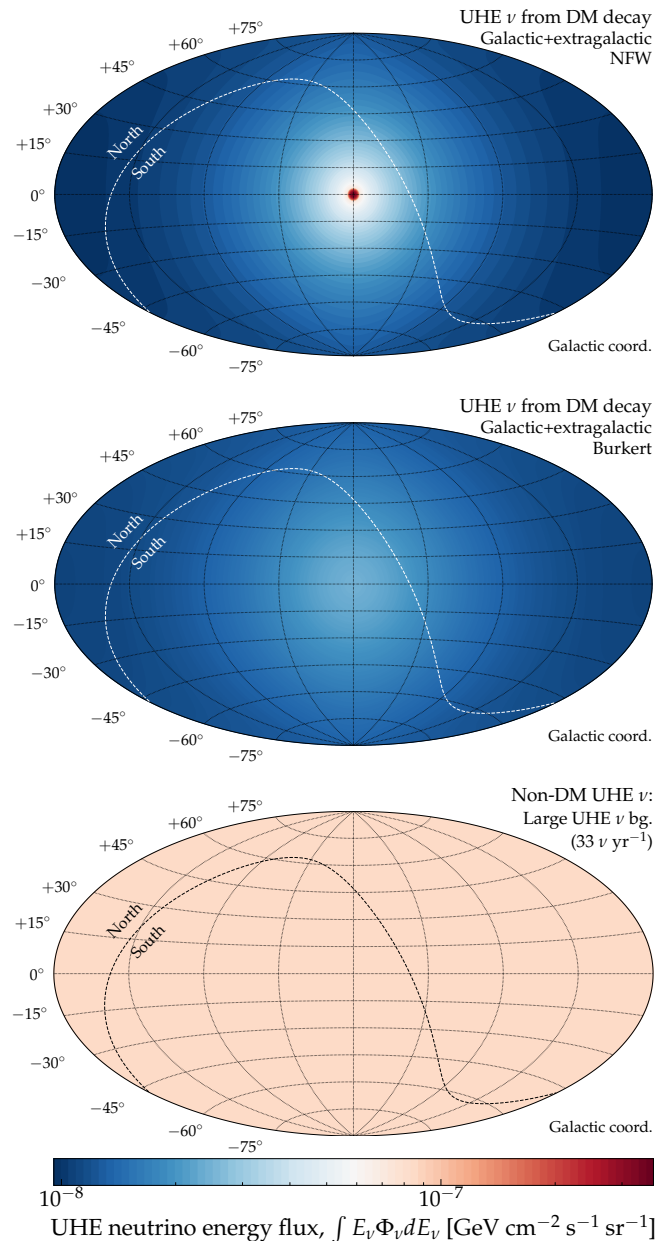 UHE ν from DM decay
Galactic+extragalactic
NFW
+75°
+60°
+45°
+30°
+15°
0°
−15°
−30°
−45°
−60°
−75°
North
South
Galactic coord.
UHE ν from DM decay
Galactic+extragalactic
Burkert
+75°
+60°
+45°
+30°
+15°
0°
−15°
−30°
−45°
−60°
−75°
North
South
Galactic coord.
Non-DM UHE ν:
Large UHE ν bg.
(33 ν yr⁻¹)
+75°
+60°
+45°
+30°
+15°
0°
−15°
−30°
−45°
−60°
−75°
North
South
Galactic coord.
10⁻⁸ 10⁻⁷
UHE neutrino energy flux, ∫ E_νΦ_νdE_ν [GeV cm⁻² s⁻¹ sr⁻¹]